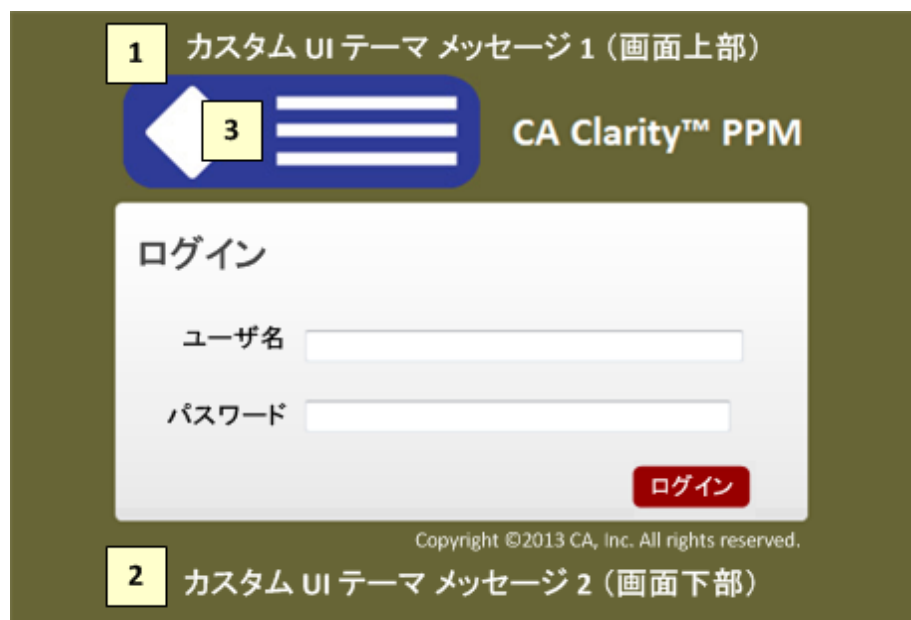 1 カスタム UI テーマ メッセージ 1（画面上部）
3 CA Clarity™ PPM
ログイン
ユーザ名
パスワード
ログイン
Copyright ©2013 CA, Inc. All rights reserved.
2 カスタム UI テーマ メッセージ 2（画面下部）